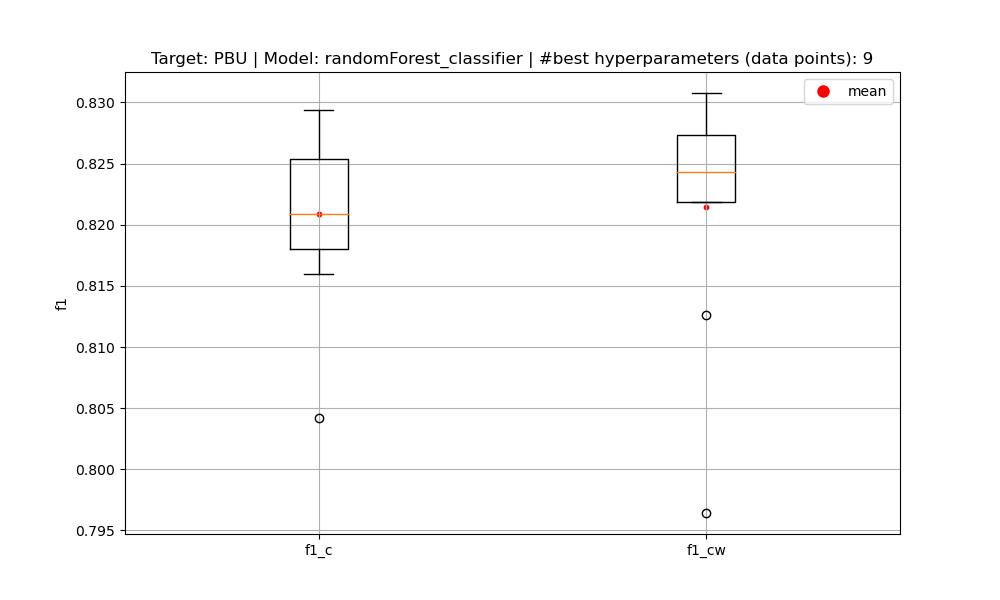 Target: PBU | Model: randomForest_classifier | #best hyperparameters (data points): 9
mean
0.830
0.825
0.820
0.815
0.810
0.805
0.800
0.795
f1
f1_c
f1_cw